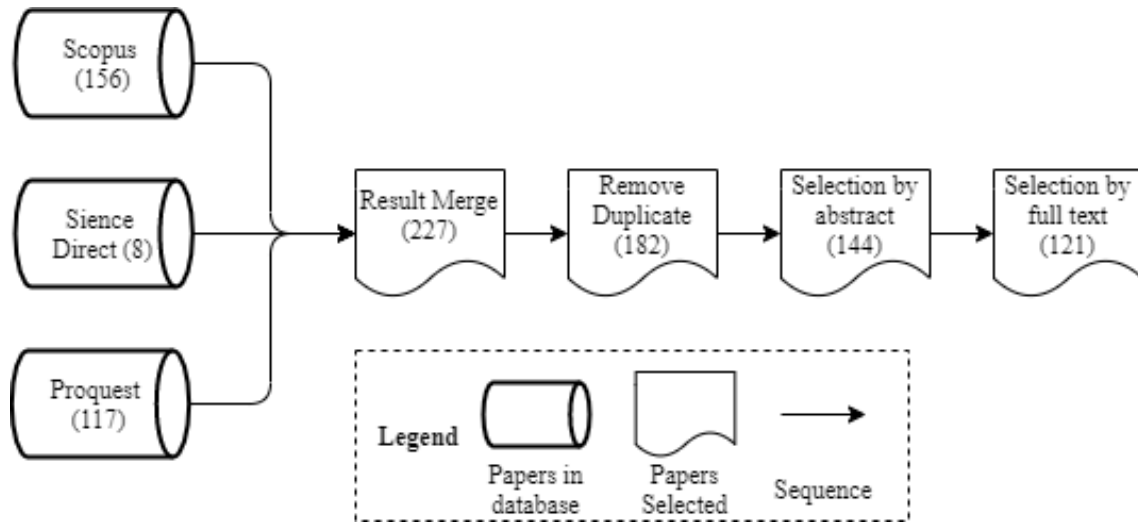 Scopus
(156)
Sience
Direct (8)
Proquest
(117)
Result Merge
(227)
Remove
Duplicate
(182)
Selection by
abstract
(144)
Selection by
full text
(121)
Legend
Papers in
database
Papers
Selected
Sequence